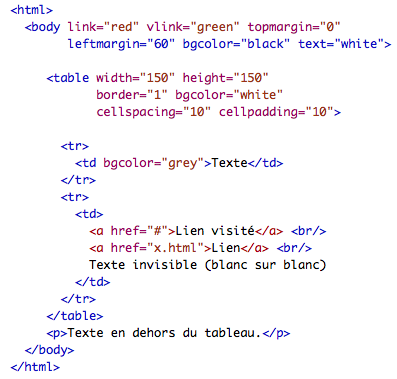 <html>
<body link="red" vlink="green" topmargin="0"
leftmargin="60" bgcolor="black" text="white">
<table width="150" height="150"
border="1" bgcolor="white"
cellspacing="10" cellpadding="10">
<tr>
<td bgcolor="grey">Texte</td>
</tr>
<tr>
<td>
<a href="#">Lien visité</a> <br/>
<a href="x.html">Lien</a> <br/>
Texte invisible (blanc sur blanc)
</td>
</tr>
</table>
<p>Texte en dehors du tableau.</p>
</body>
</html>